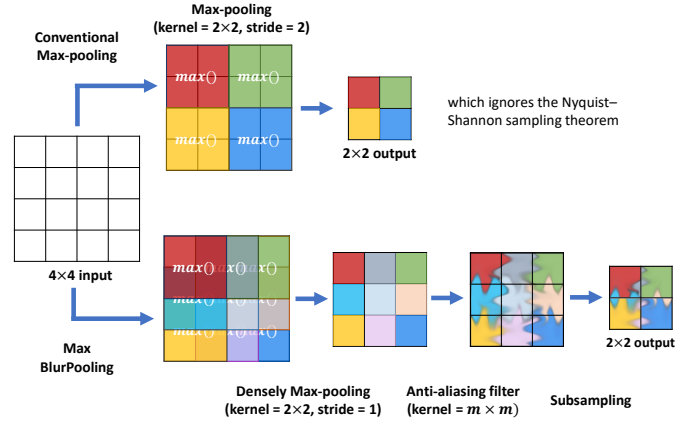 Max-pooling
(kernel = 2×2, stride = 2)
Conventional
Max-pooling
max() max()
max() max()
2×2 output
which ignores the Nyquist–
Shannon sampling theorem
4×4 input
max()
Max
BlurPooling
Densely Max-pooling
(kernel = 2×2, stride = 1)
Anti-aliasing filter
(kernel = m × m)
Subsampling
2×2 output